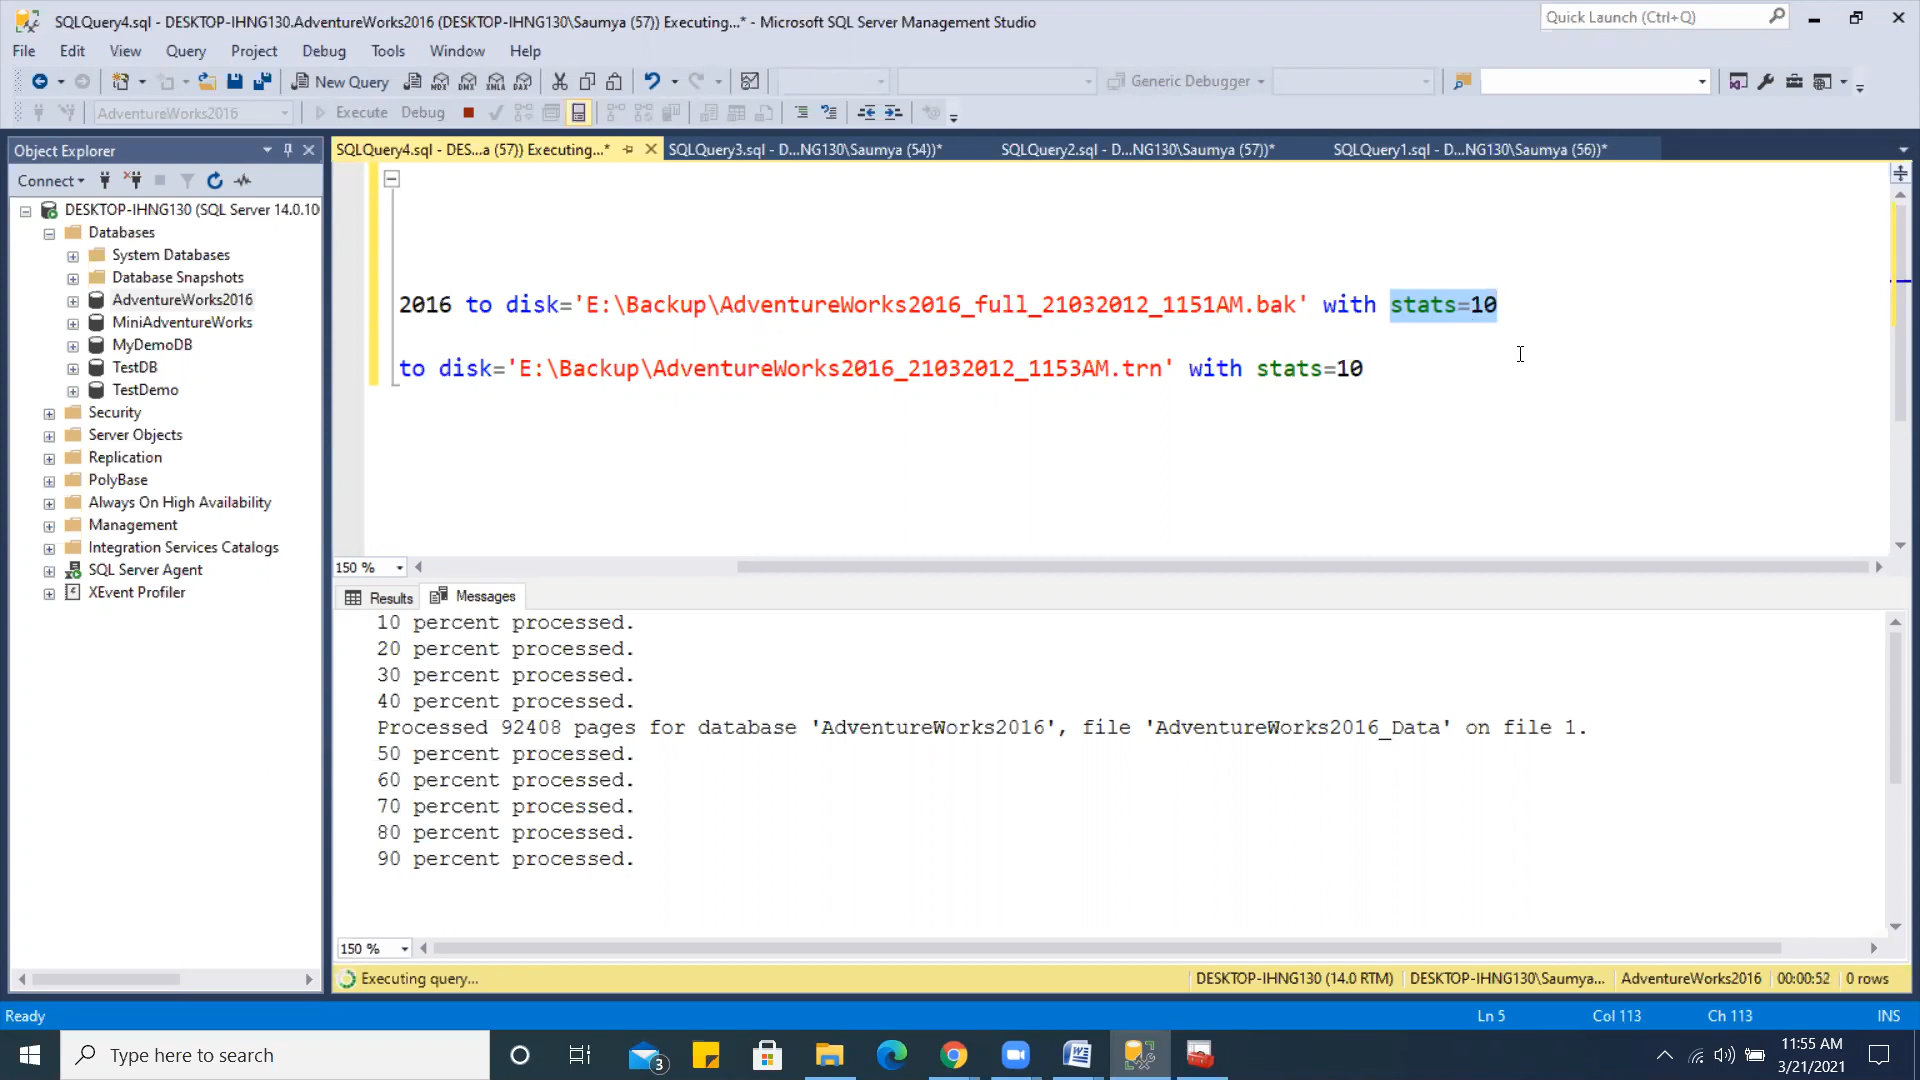 SQLQuery4.sql - DESKTOP-IHNG130.AdventureWorks2016 (DESKTOP-IHNG130\Saumya (57)) Executing...* - Microsoft SQL Server Management Studio
Quick Launch (Ctrl+Q)
File Edit View Query Project Debug Tools Window Help
New Query MDX DMX XMLA DAX Generic Debugger
AdventureWorks2016 Execute Debug
Object Explorer
SQLQuery4.sql - DES...a (57)) Executing...* SQLQuery3.sql - D...NG130\Saumya (54))* SQLQuery2.sql - D...NG130\Saumya (57))* SQLQuery1.sql - D...NG130\Saumya (56))*
Connect
DESKTOP-IHNG130 (SQL Server 14.0.10
Databases
System Databases
Database Snapshots
AdventureWorks2016
MiniAdventureWorks
MyDemoDB
TestDB
TestDemo
Security
Server Objects
Replication
PolyBase
Always On High Availability
Management
Integration Services Catalogs
SQL Server Agent
XEvent Profiler
2016 to disk='E:\Backup\AdventureWorks2016_full_21032012_1151AM.bak' with stats=10
to disk='E:\Backup\AdventureWorks2016_21032012_1153AM.trn' with stats=10
150 %
Results Messages
10 percent processed.
20 percent processed.
30 percent processed.
40 percent processed.
Processed 92408 pages for database 'AdventureWorks2016', file 'AdventureWorks2016_Data' on file 1.
50 percent processed.
60 percent processed.
70 percent processed.
80 percent processed.
90 percent processed.
150 %
Executing query... DESKTOP-IHNG130 (14.0 RTM) DESKTOP-IHNG130\Saumya... AdventureWorks2016 00:00:52 0 rows
Ready Ln 5 Col 113 Ch 113 INS
Type here to search 3 11:55 AM
3/21/2021